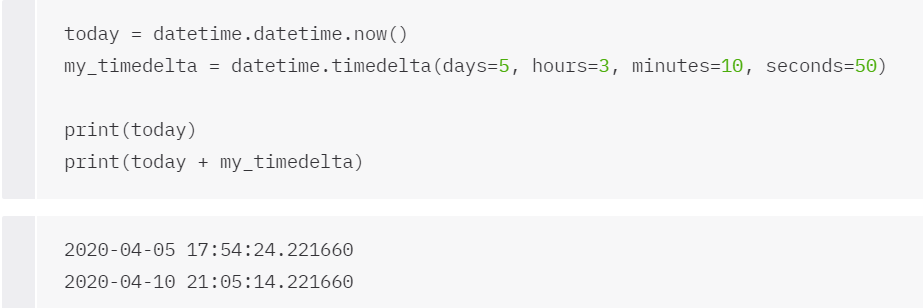 today = datetime.datetime.now()
my_timedelta = datetime.timedelta(days=5, hours=3, minutes=10, seconds=50)
print(today)
print(today + my_timedelta)
2020-04-05 17:54:24.221660
2020-04-10 21:05:14.221660